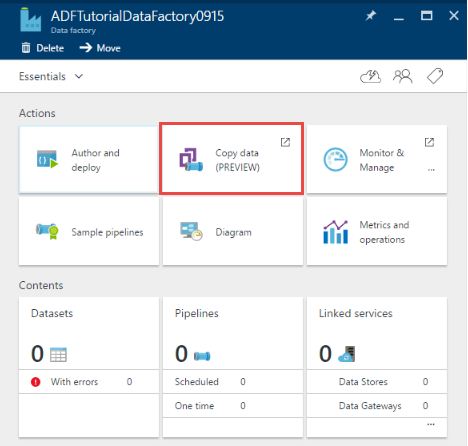 ADFTutorialDataFactory0915
Data factory
Delete Move
Essentials
Actions
Author and deploy
Copy data (PREVIEW)
Monitor & Manage
...
Sample pipelines
Diagram
Metrics and operations
Contents
Datasets
0
With errors 0
Pipelines
0
Scheduled 0
One time 0
Linked services
0
Data Stores 0
Data Gateways 0
...